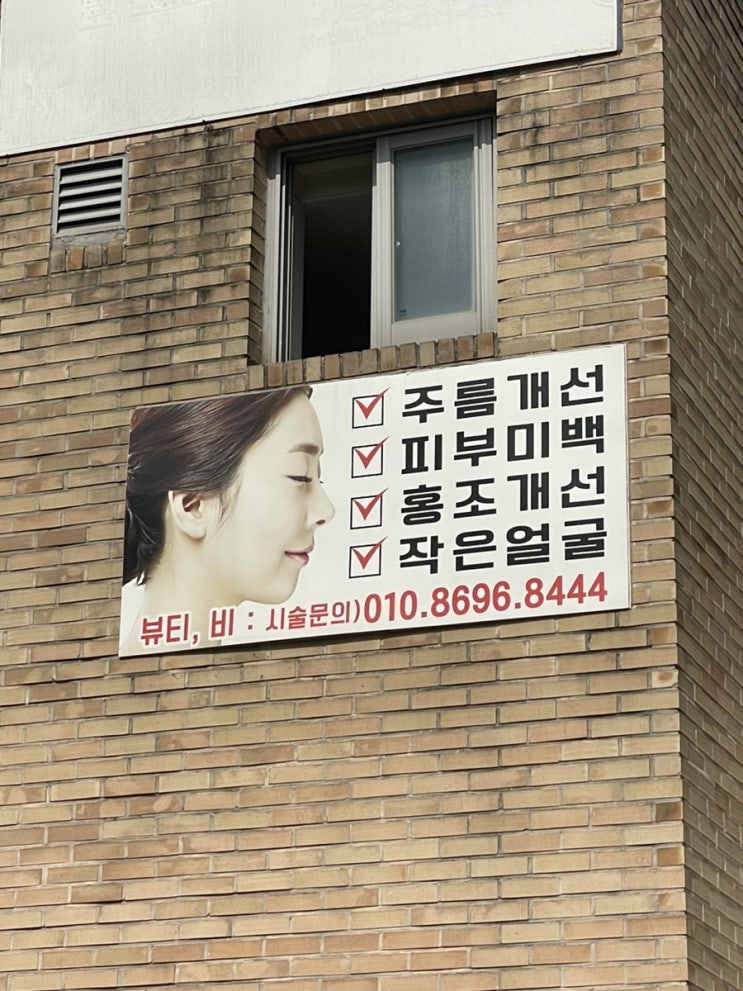 주름개선
피부미백
홍조개선
작은얼굴
뷰티, 비 : 시술문의)010.8696.8444